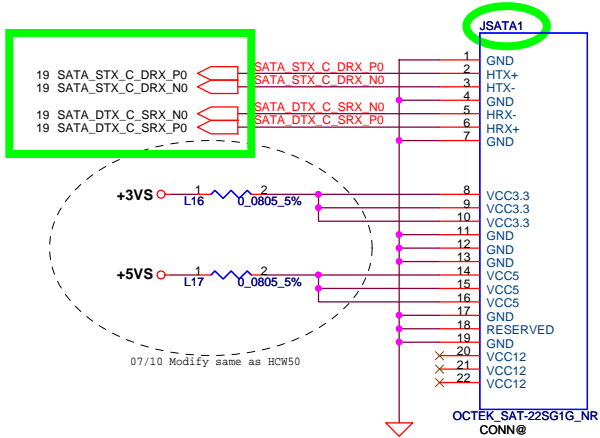 JSATA1
SATA_STX_C_DRX_P0
19 SATA_STX_C_DRX_P0
SATA_STX_C_DRX_N0
19 SATA_STX_C_DRX_N0
SATA_DTX_C_SRX_N0
19 SATA_DTX_C_SRX_N0
SATA_DTX_C_SRX_P0
19 SATA_DTX_C_SRX_P0
1 GND
2 HTX+
3 HTX-
4 GND
5 HRX-
6 HRX+
7 GND
+3VS 1 2
L16 0_0805_5%
8 VCC3.3
9 VCC3.3
10 VCC3.3
11 GND
12 GND
13 GND
+5VS 1 2
L17 0_0805_5%
14 VCC5
15 VCC5
16 VCC5
17 GND
18 RESERVED
19 GND
20 VCC12
21 VCC12
22 VCC12
07/10 Modify same as HCW50
OCTEK_SAT-22SG1G_NR
CONN@